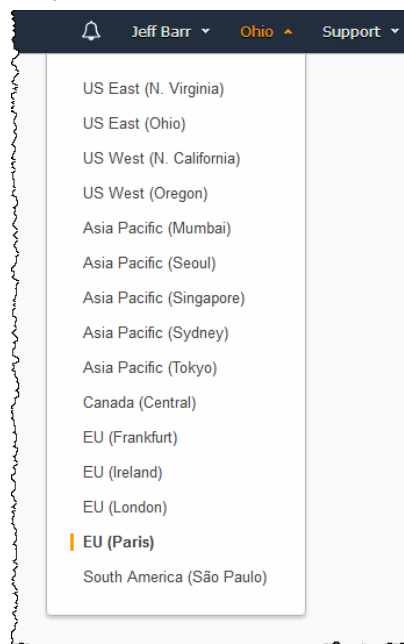 Jeff Barr Ohio Support
US East (N. Virginia)
US East (Ohio)
US West (N. California)
US West (Oregon)
Asia Pacific (Mumbai)
Asia Pacific (Seoul)
Asia Pacific (Singapore)
Asia Pacific (Sydney)
Asia Pacific (Tokyo)
Canada (Central)
EU (Frankfurt)
EU (Ireland)
EU (London)
EU (Paris)
South America (São Paulo)